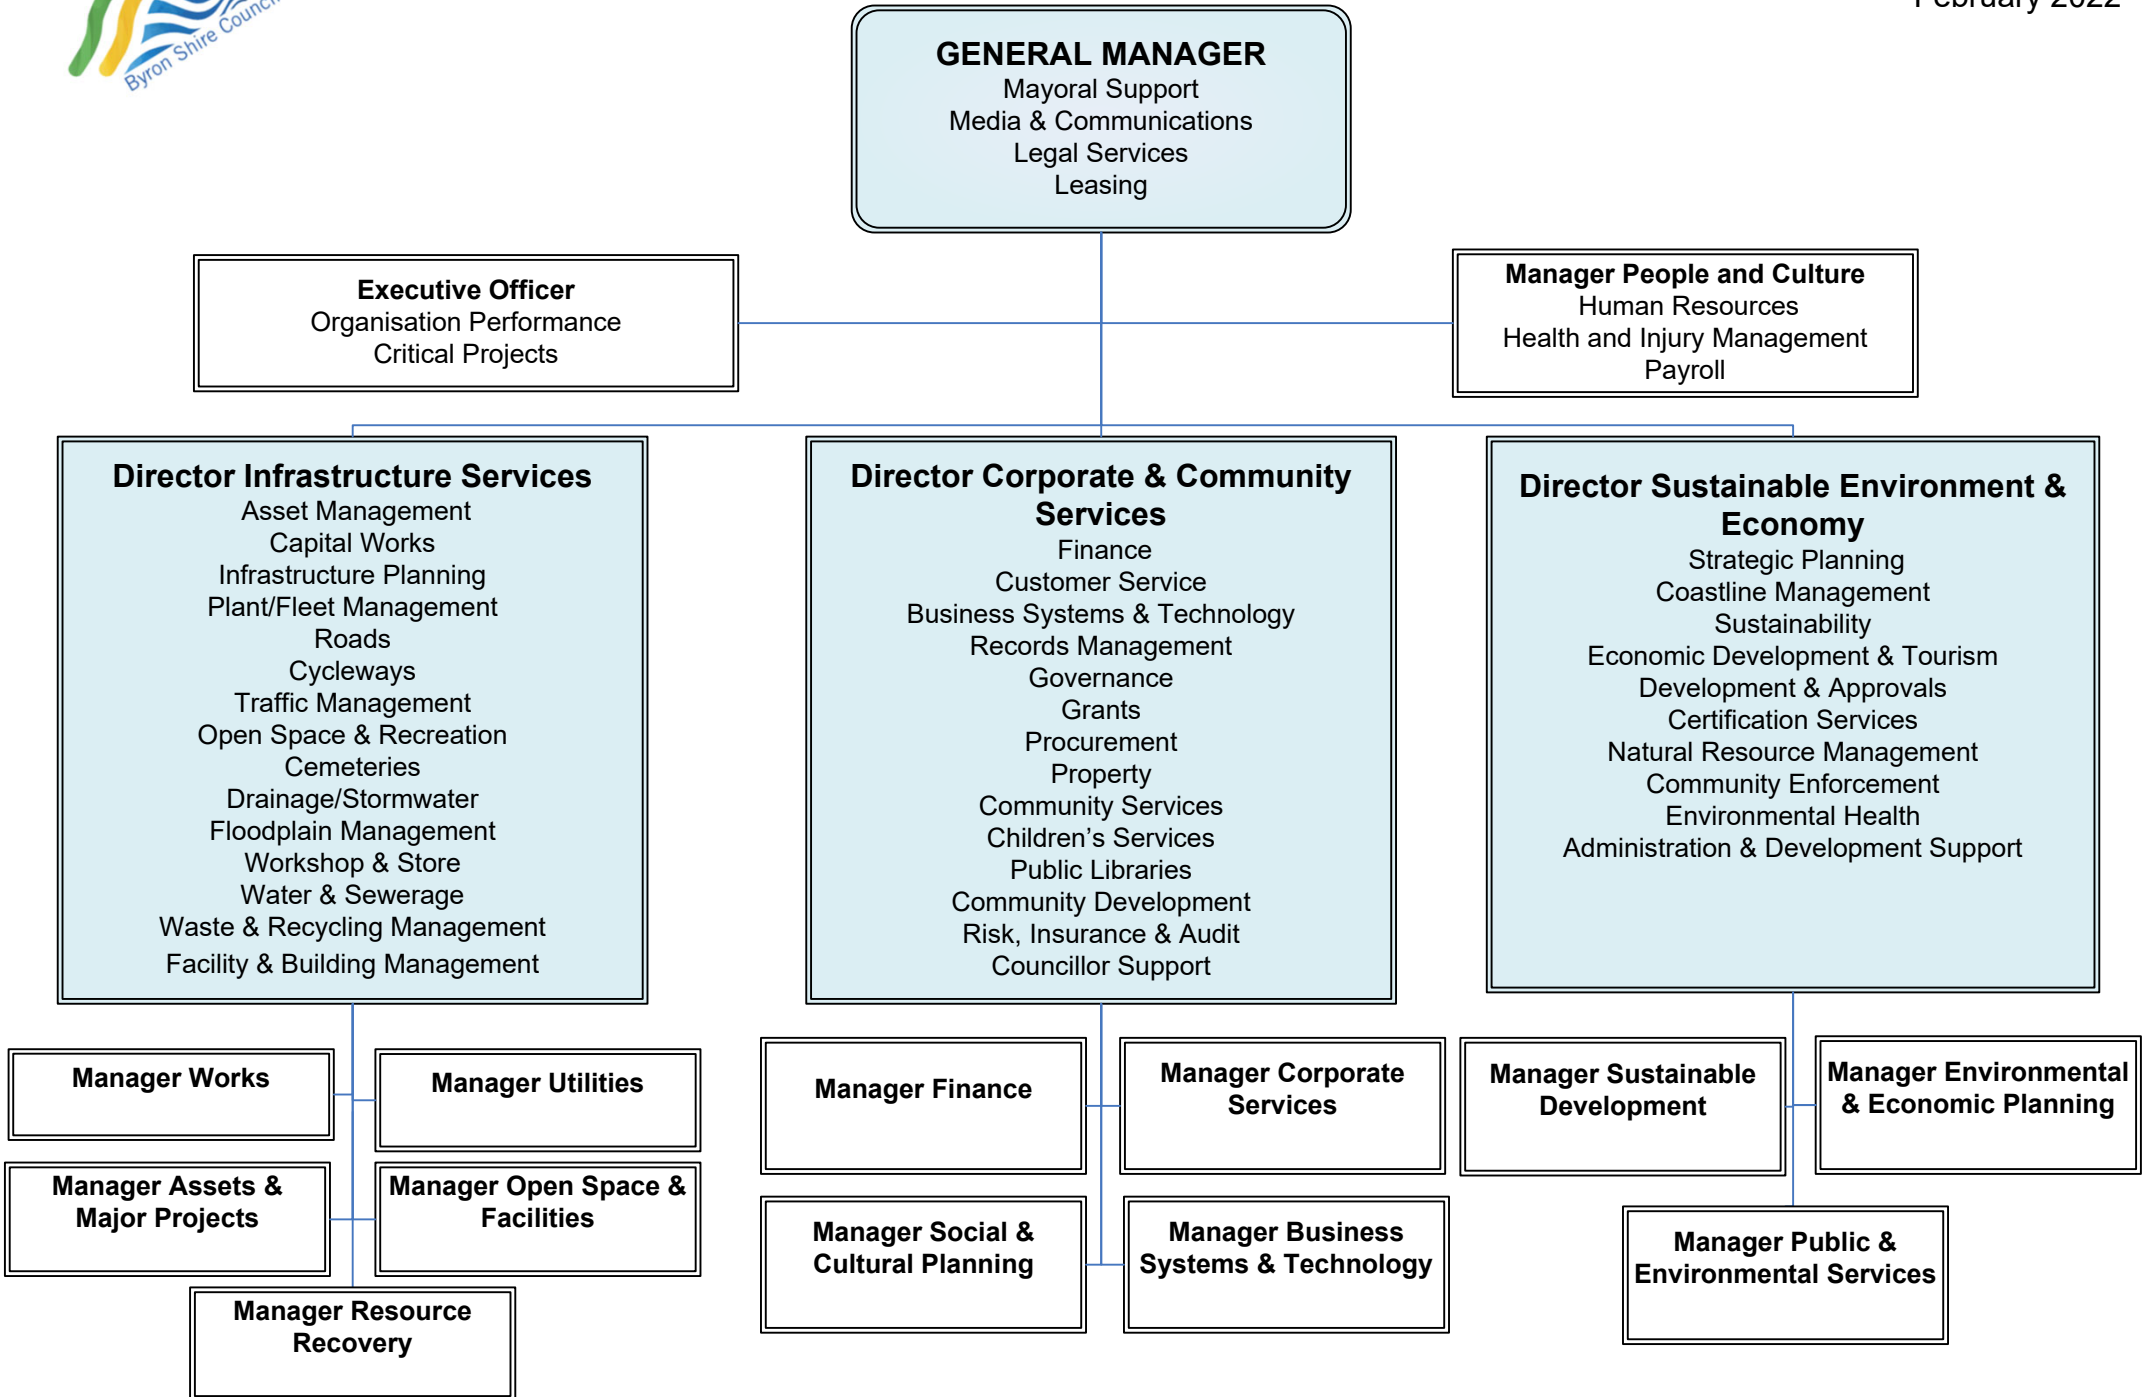 Byron Shire Council
February 2022
GENERAL MANAGER
Mayoral Support
Media & Communications
Legal Services
Leasing
Executive Officer
Organisation Performance
Critical Projects
Manager People and Culture
Human Resources
Health and Injury Management
Payroll
Director Infrastructure Services
Asset Management
Capital Works
Infrastructure Planning
Plant/Fleet Management
Roads
Cycleways
Traffic Management
Open Space & Recreation
Cemeteries
Drainage/Stormwater
Floodplain Management
Workshop & Store
Water & Sewerage
Waste & Recycling Management
Facility & Building Management
Director Corporate & Community
Services
Finance
Customer Service
Business Systems & Technology
Records Management
Governance
Grants
Procurement
Property
Community Services
Children’s Services
Public Libraries
Community Development
Risk, Insurance & Audit
Councillor Support
Director Sustainable Environment &
Economy
Strategic Planning
Coastline Management
Sustainability
Economic Development & Tourism
Development & Approvals
Certification Services
Natural Resource Management
Community Enforcement
Environmental Health
Administration & Development Support
Manager Works
Manager Utilities
Manager Assets &
Major Projects
Manager Open Space &
Facilities
Manager Resource
Recovery
Manager Finance
Manager Corporate
Services
Manager Social &
Cultural Planning
Manager Business
Systems & Technology
Manager Sustainable
Development
Manager Environmental
& Economic Planning
Manager Public &
Environmental Services